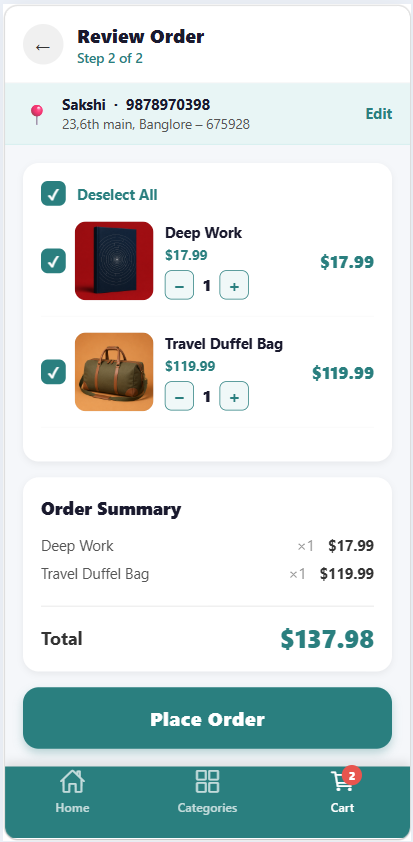 ←
Review Order
Step 2 of 2
Sakshi · 9878970398
23,6th main, Banglore – 675928
Edit
Deselect All
Deep Work
$17.99
− 1 +
$17.99
Travel Duffel Bag
$119.99
− 1 +
$119.99
Order Summary
Deep Work ×1 $17.99
Travel Duffel Bag ×1 $119.99
Total $137.98
Place Order
2
Home Categories Cart